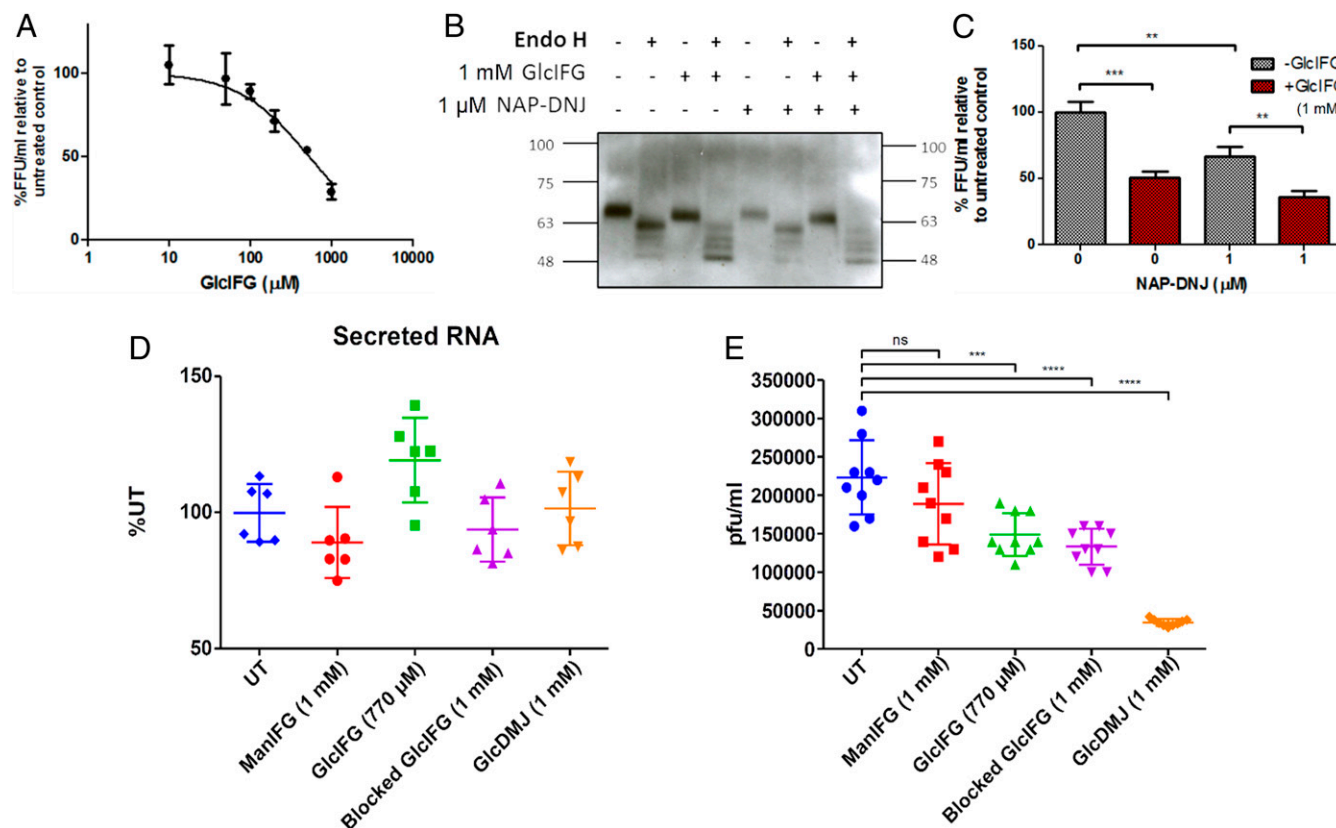 A
%FFU/ml relative to
untreated control
100
50
0
1 10 100 1000 10000
GlcIFG (µM)
B
Endo H - + - + - + - +
1 mM GlcIFG - - + + - - + +
1 µM NAP-DNJ - - - - + + + +
100 100
75 75
63 63
48 48
C
% FFU/ml relative
to untreated control
150
100
50
0
**
***
**
-GlcIFG
+GlcIFG
(1 mM
0 0 1 1
NAP-DNJ (µM)
D
Secreted RNA
%UT
150
100
50
UT
ManIFG (1 mM)
GlcIFG (770 µM)
Blocked GlcIFG (1 mM)
GlcDMJ (1 mM)
E
pfu/ml
ns
***
****
****
350000
300000
250000
200000
150000
100000
50000
0
UT
ManIFG (1 mM)
GlcIFG (770 µM)
Blocked GlcIFG (1 mM)
GlcDMJ (1 mM)